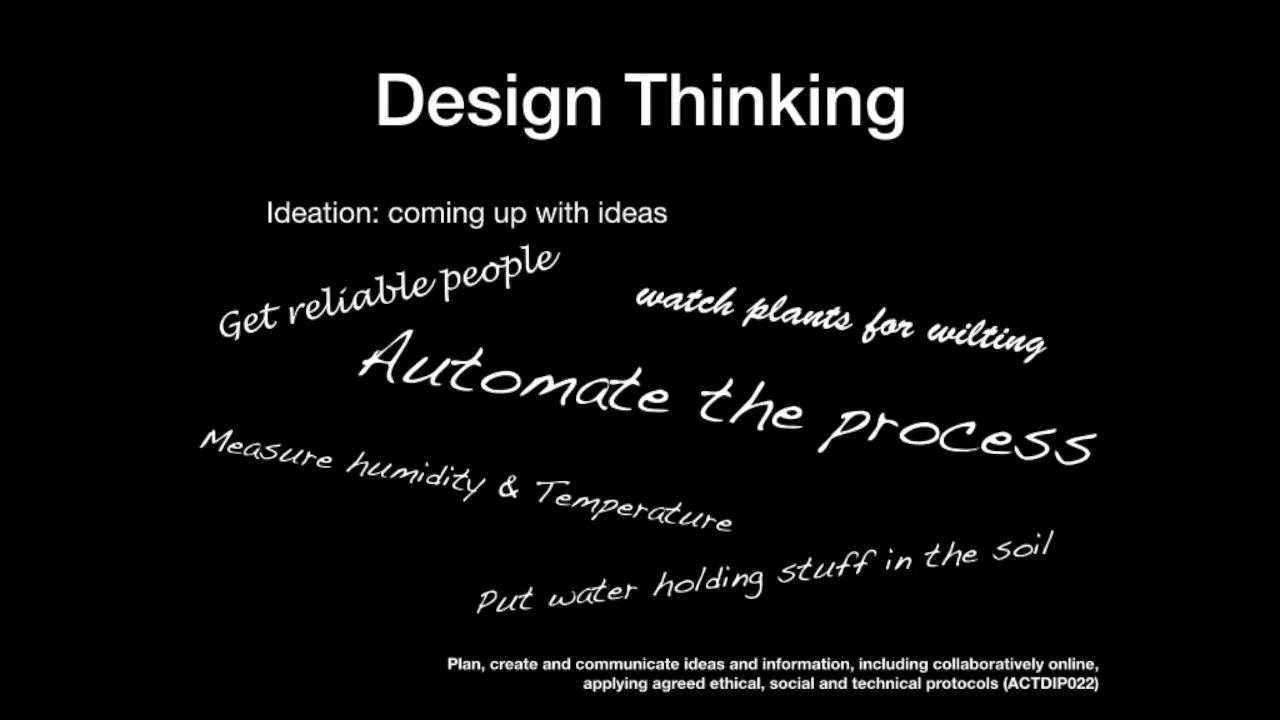 Design Thinking
Ideation: coming up with ideas
Get reliable people
watch plants for wilting
Automate the process
Measure humidity & Temperature
Put water holding stuff in the soil
Plan, create and communicate ideas and information, including collaboratively online,
applying agreed ethical, social and technical protocols (ACTDIP022)